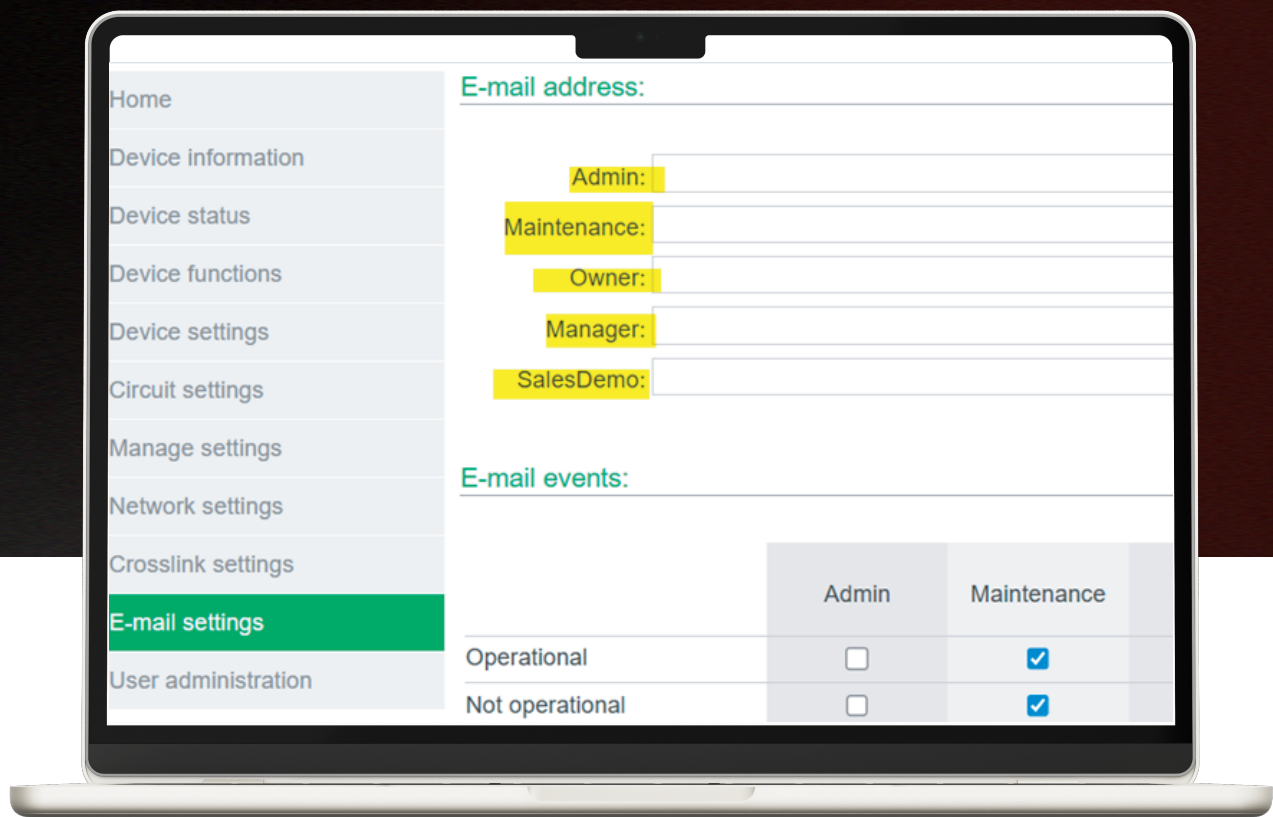 Home
Device information
Device status
Device functions
Device settings
Circuit settings
Manage settings
Network settings
Crosslink settings
E-mail settings
User administration
E-mail address:
Admin:
Maintenance:
Owner:
Manager:
SalesDemo:
E-mail events:
Admin Maintenance
Operational
Not operational